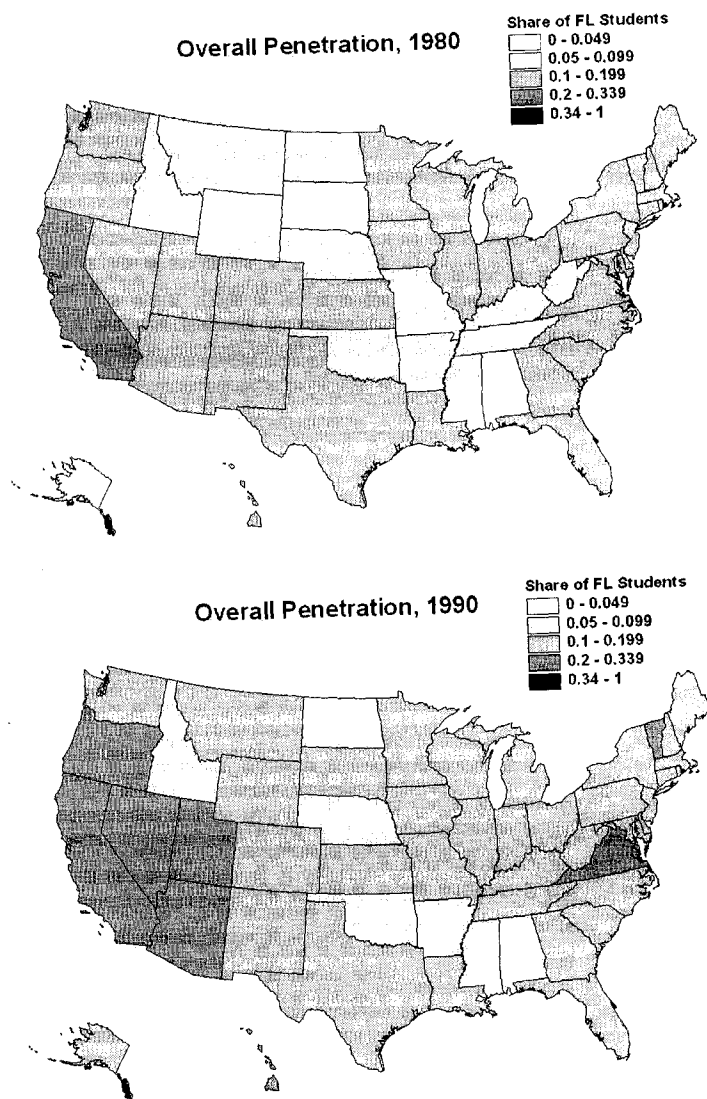 Overall Penetration, 1980
Share of FL Students
0 - 0.049
0.05 - 0.099
0.1 - 0.199
0.2 - 0.339
0.34 - 1
Overall Penetration, 1990
Share of FL Students
0 - 0.049
0.05 - 0.099
0.1 - 0.199
0.2 - 0.339
0.34 - 1